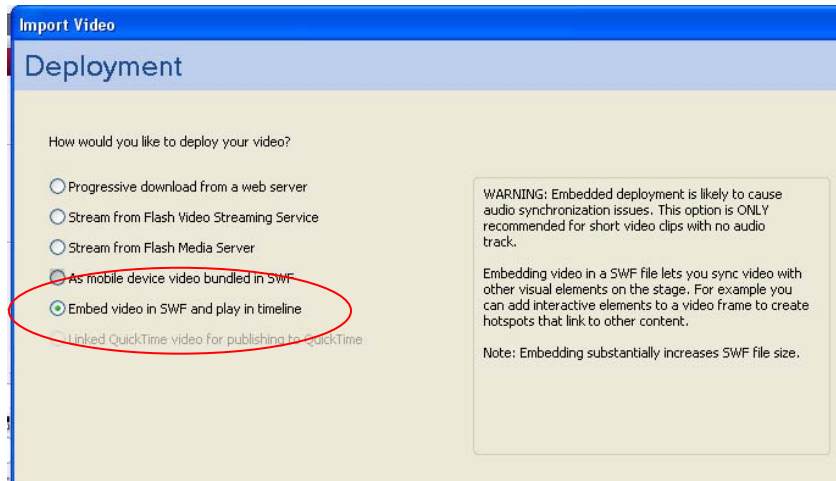 Import Video
Deployment
How would you like to deploy your video?
Progressive download from a web server
Stream from Flash Video Streaming Service
Stream from Flash Media Server
As mobile device video bundled in SWF
Embed video in SWF and play in timeline
Linked QuickTime video for publishing to QuickTime
WARNING: Embedded deployment is likely to cause
audio synchronization issues. This option is ONLY
recommended for short video clips with no audio
track.
Embedding video in a SWF file lets you sync video with
other visual elements on the stage. For example you
can add interactive elements to a video frame to create
hotspots that link to other content.
Note: Embedding substantially increases SWF file size.